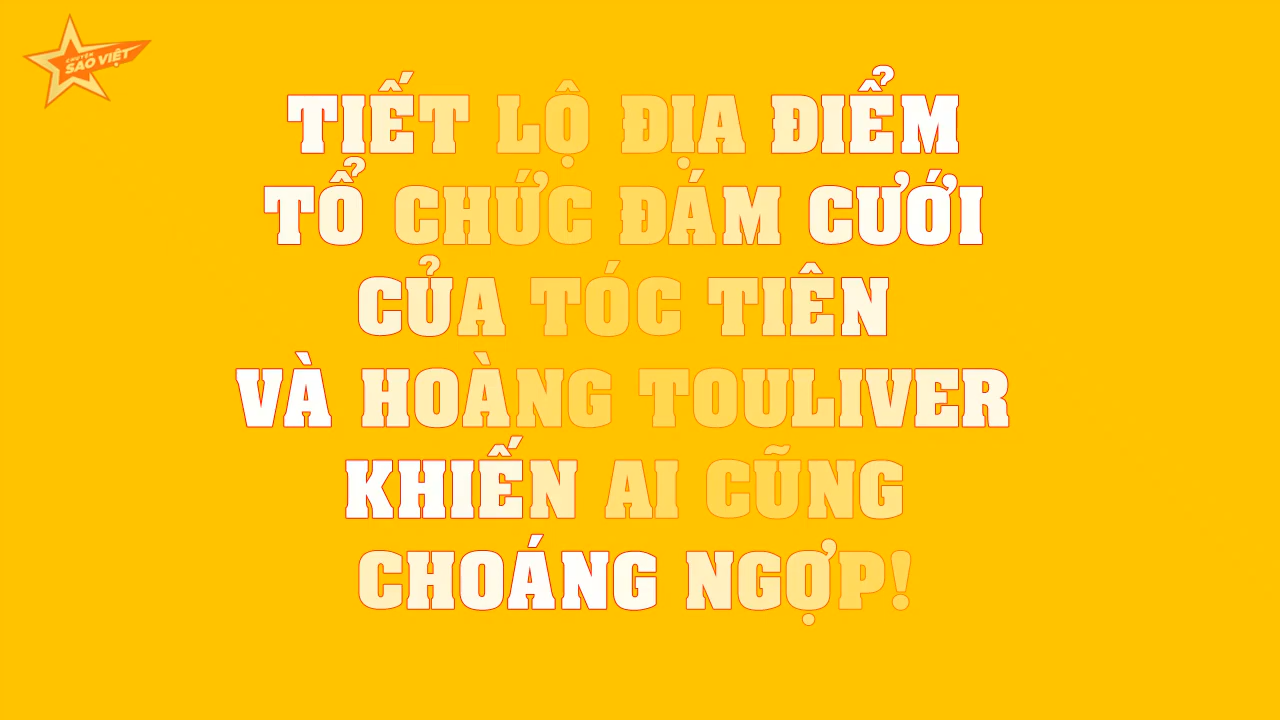 CHUYỆN
SAO VIỆT
TIẾT LỘ ĐỊA ĐIỂM
TỔ CHỨC ĐÁM CƯỚI
CỦA TÓC TIÊN
VÀ HOÀNG TOULIVER
KHIẾN AI CŨNG
CHOÁNG NGỢP!